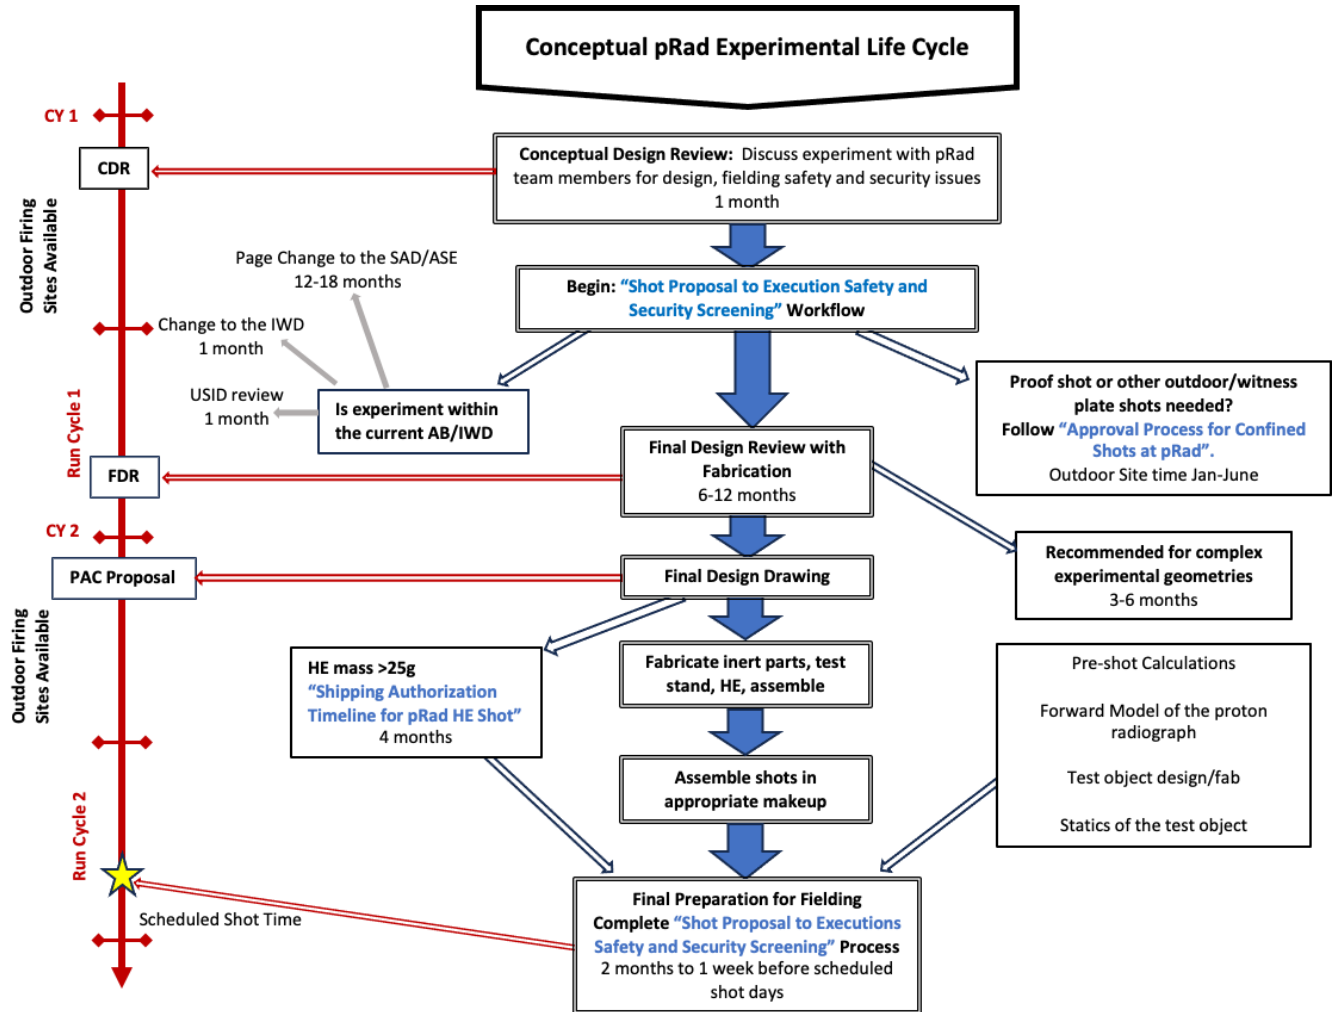 Conceptual pRad Experimental Life Cycle
CY 1
CDR
Conceptual Design Review: Discuss experiment with pRad
team members for design, fielding safety and security issues
1 month
Outdoor Firing
Sites Available
Page Change to the SAD/ASE
12-18 months
Begin: “Shot Proposal to Execution Safety and
Security Screening” Workflow
Change to the IWD
1 month
USID review
1 month
Is experiment within
the current AB/IWD
Proof shot or other outdoor/witness
plate shots needed?
Follow “Approval Process for Confined
Shots at pRad”.
Outdoor Site time Jan-June
Run Cycle 1
FDR
Final Design Review with
Fabrication
6-12 months
CY 2
PAC Proposal
Final Design Drawing
Recommended for complex
experimental geometries
3-6 months
Outdoor Firing
Sites Available
HE mass >25g
“Shipping Authorization
Timeline for pRad HE Shot”
4 months
Fabricate inert parts, test
stand, HE, assemble
Pre-shot Calculations
Forward Model of the proton
radiograph
Test object design/fab
Statics of the test object
Assemble shots in
appropriate makeup
Run Cycle 2
Scheduled Shot Time
Final Preparation for Fielding
Complete “Shot Proposal to Executions
Safety and Security Screening” Process
2 months to 1 week before scheduled
shot days